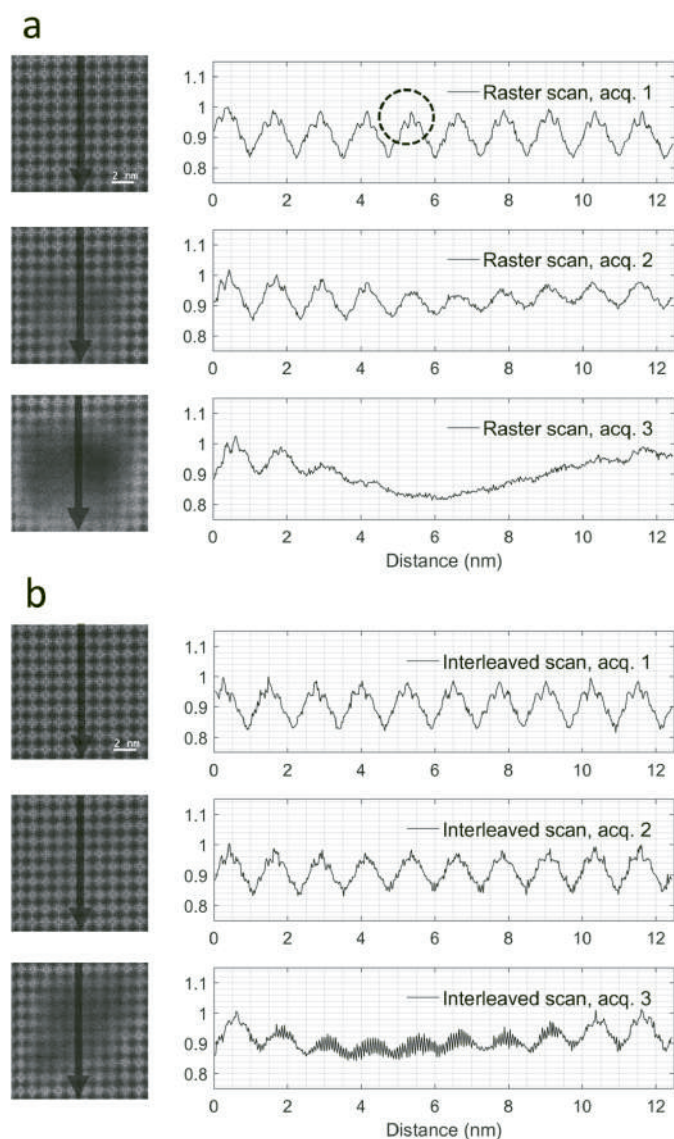 a
1.1
1
0.9
0.8
Raster scan, acq. 1
2 nm
0 2 4 6 8 10 12
1.1
1
0.9
0.8
Raster scan, acq. 2
0 2 4 6 8 10 12
1.1
1
0.9
0.8
Raster scan, acq. 3
0 2 4 6 8 10 12
Distance (nm)
b
1.1
1
0.9
0.8
Interleaved scan, acq. 1
2 nm
0 2 4 6 8 10 12
1.1
1
0.9
0.8
Interleaved scan, acq. 2
0 2 4 6 8 10 12
1.1
1
0.9
0.8
Interleaved scan, acq. 3
0 2 4 6 8 10 12
Distance (nm)